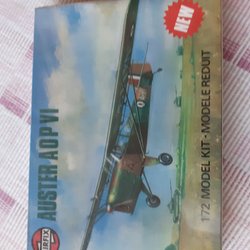 AUSTER AOP VI
AIRFIX
NEW
1/72 MODEL KIT - MODELE REDUIT